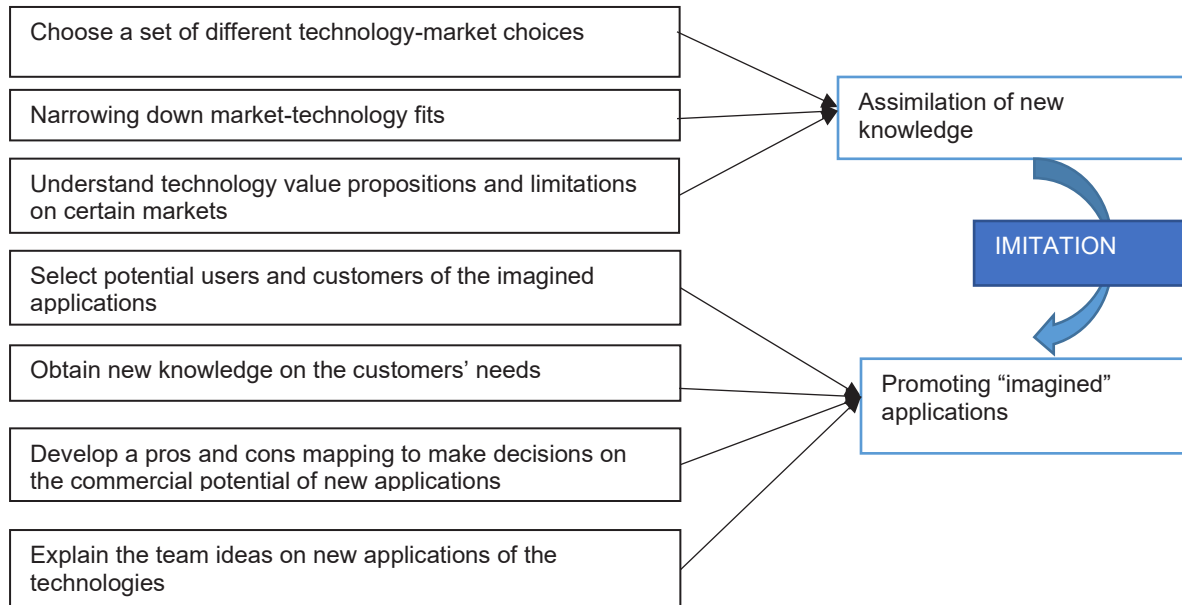 Choose a set of different technology-market choices
Narrowing down market-technology fits
Understand technology value propositions and limitations
on certain markets
Select potential users and customers of the imagined
applications
Obtain new knowledge on the customers’ needs
Develop a pros and cons mapping to make decisions on
the commercial potential of new applications
Explain the team ideas on new applications of the
technologies
Assimilation of new
knowledge
IMITATION
Promoting “imagined”
applications